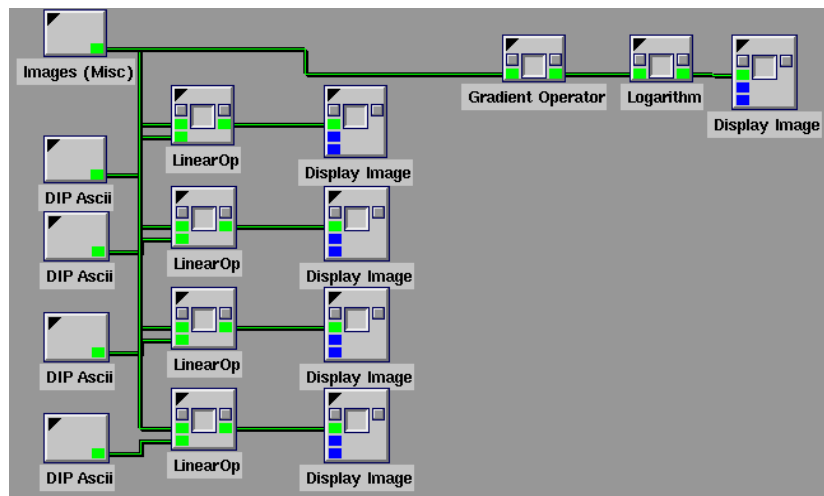 Images (Misc)
Gradient Operator
Logarithm
Display Image
LinearOp
Display Image
DIP Ascii
LinearOp
Display Image
DIP Ascii
LinearOp
Display Image
DIP Ascii
LinearOp
Display Image
DIP Ascii